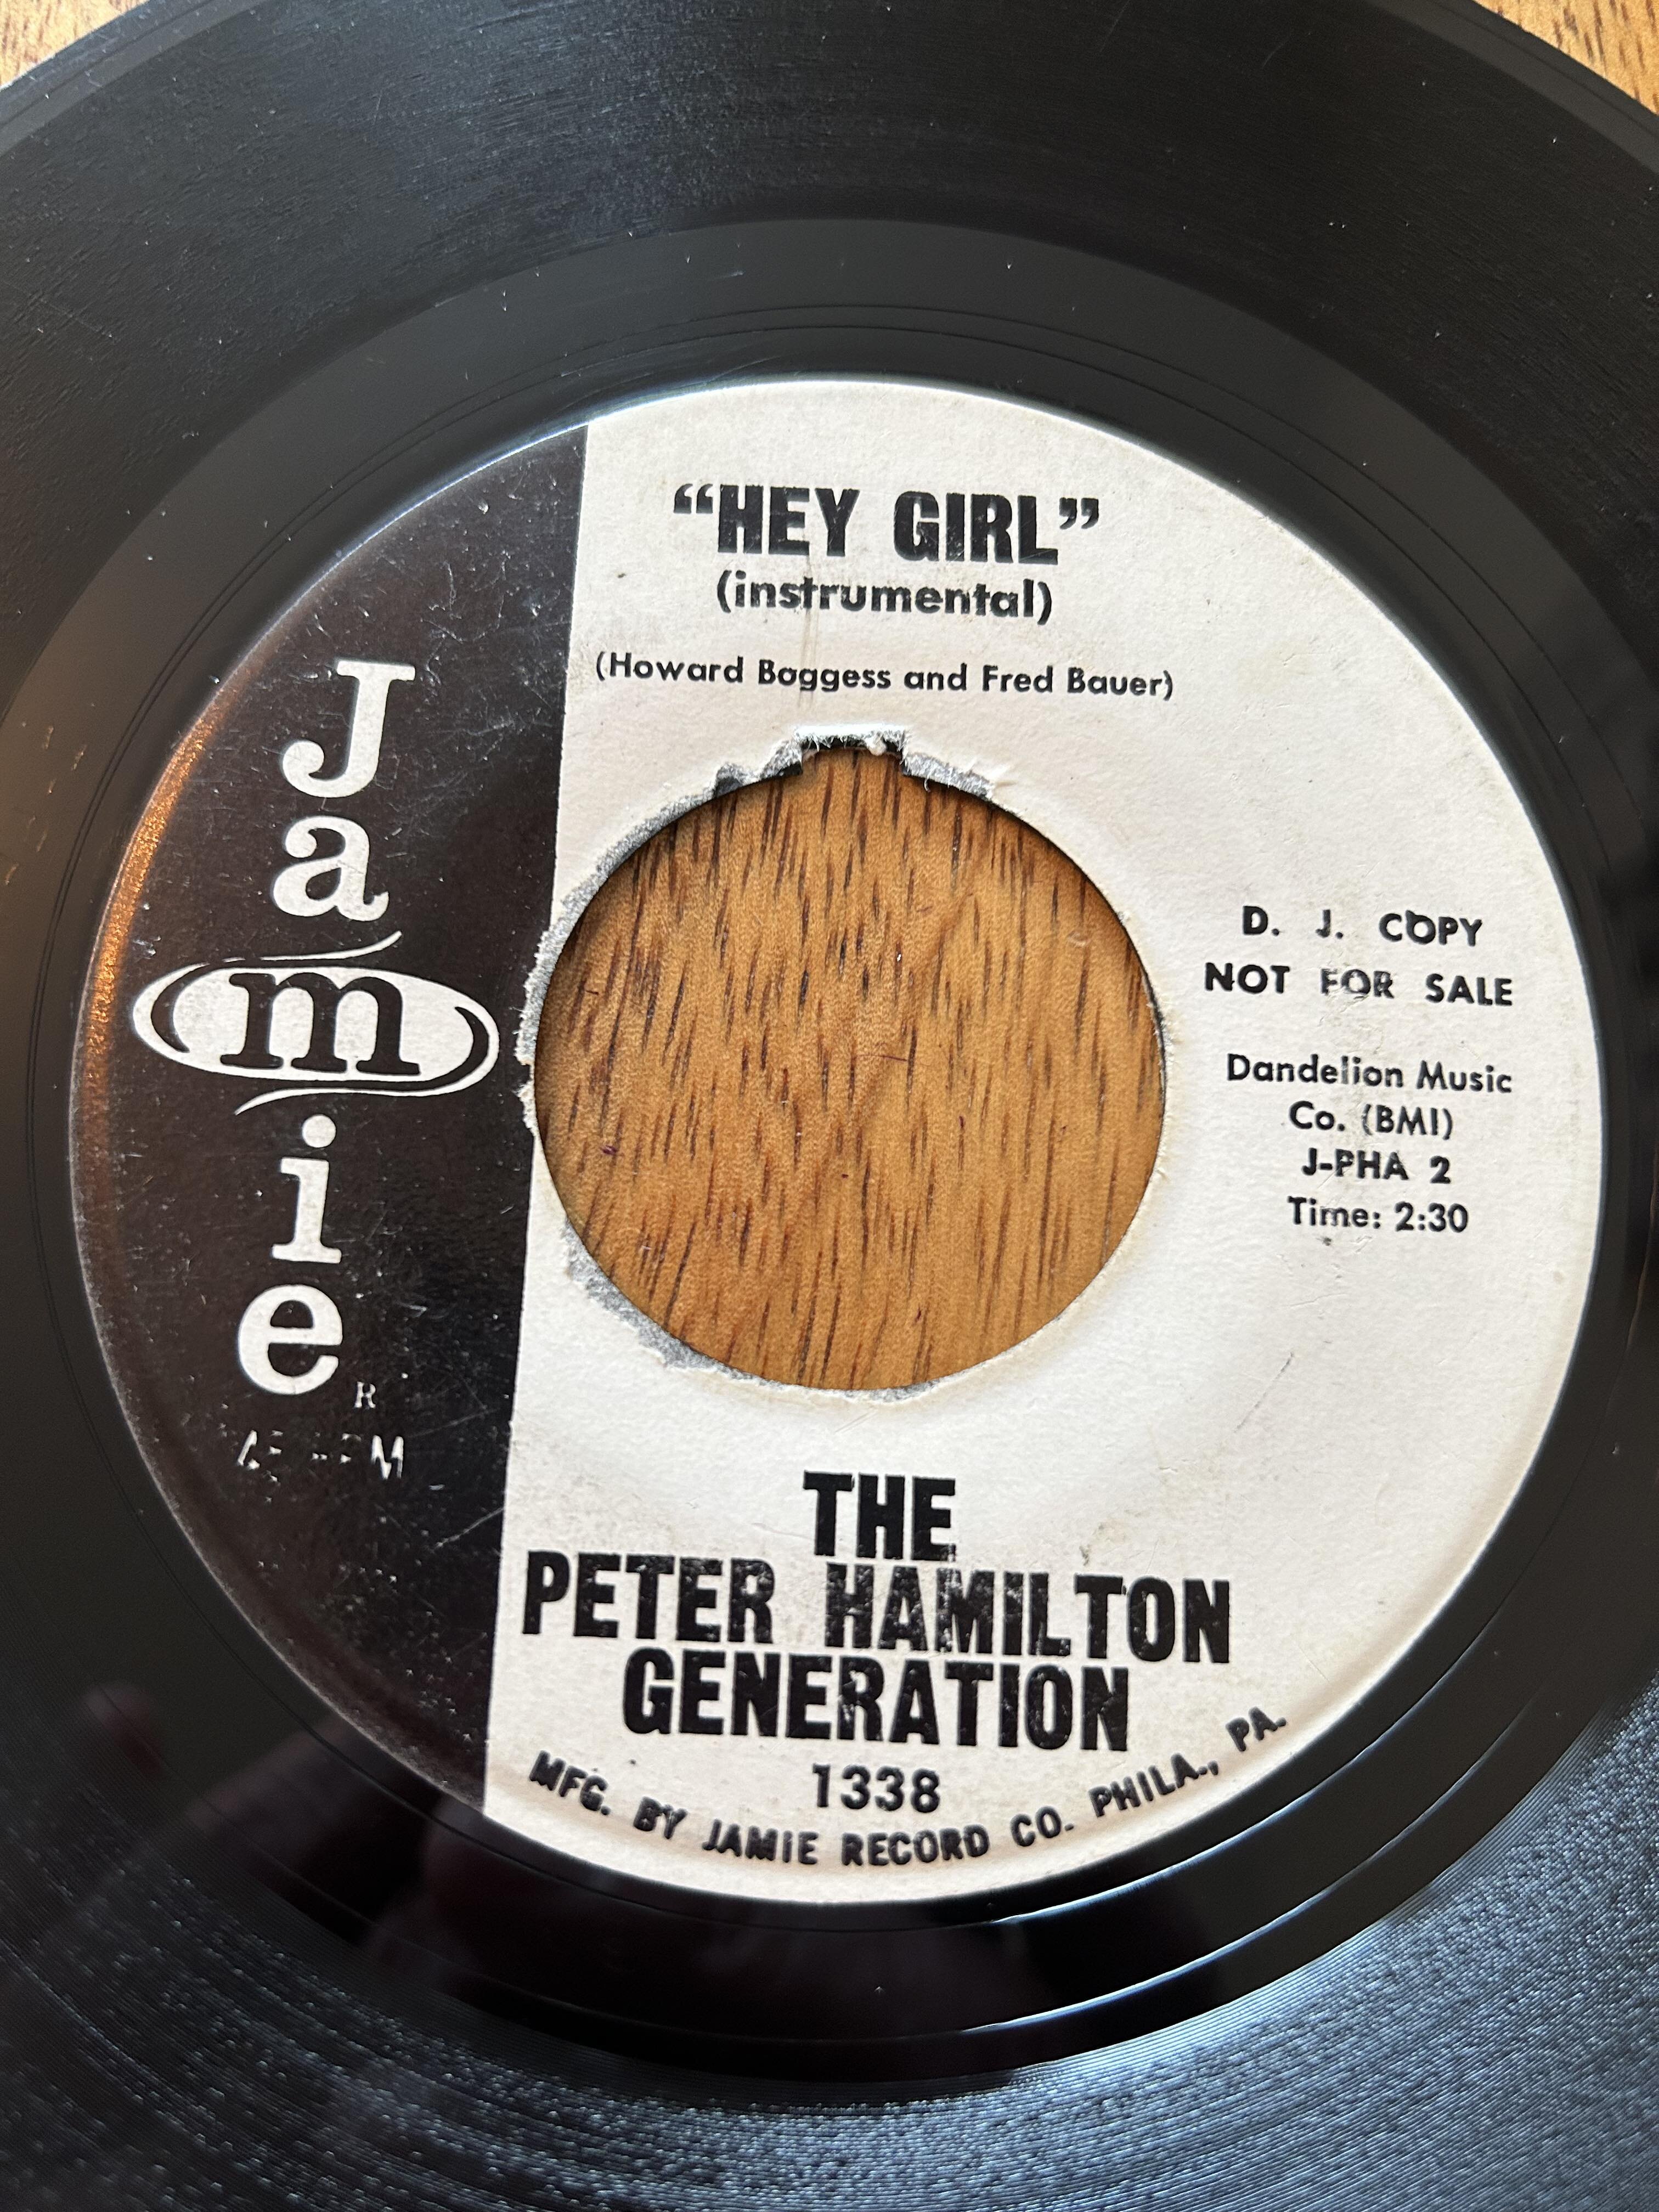 "HEY GIRL"
(instrumental)
(Howard Boggess and Fred Bauer)
Jamie
R
D. J. COPY
NOT FOR SALE
Dandelion Music
Co. (BMI)
J-PHA 2
Time: 2:30
THE
PETER HAMILTON
GENERATION
1338
MFG. BY JAMIE RECORD CO. PHILA., PA.